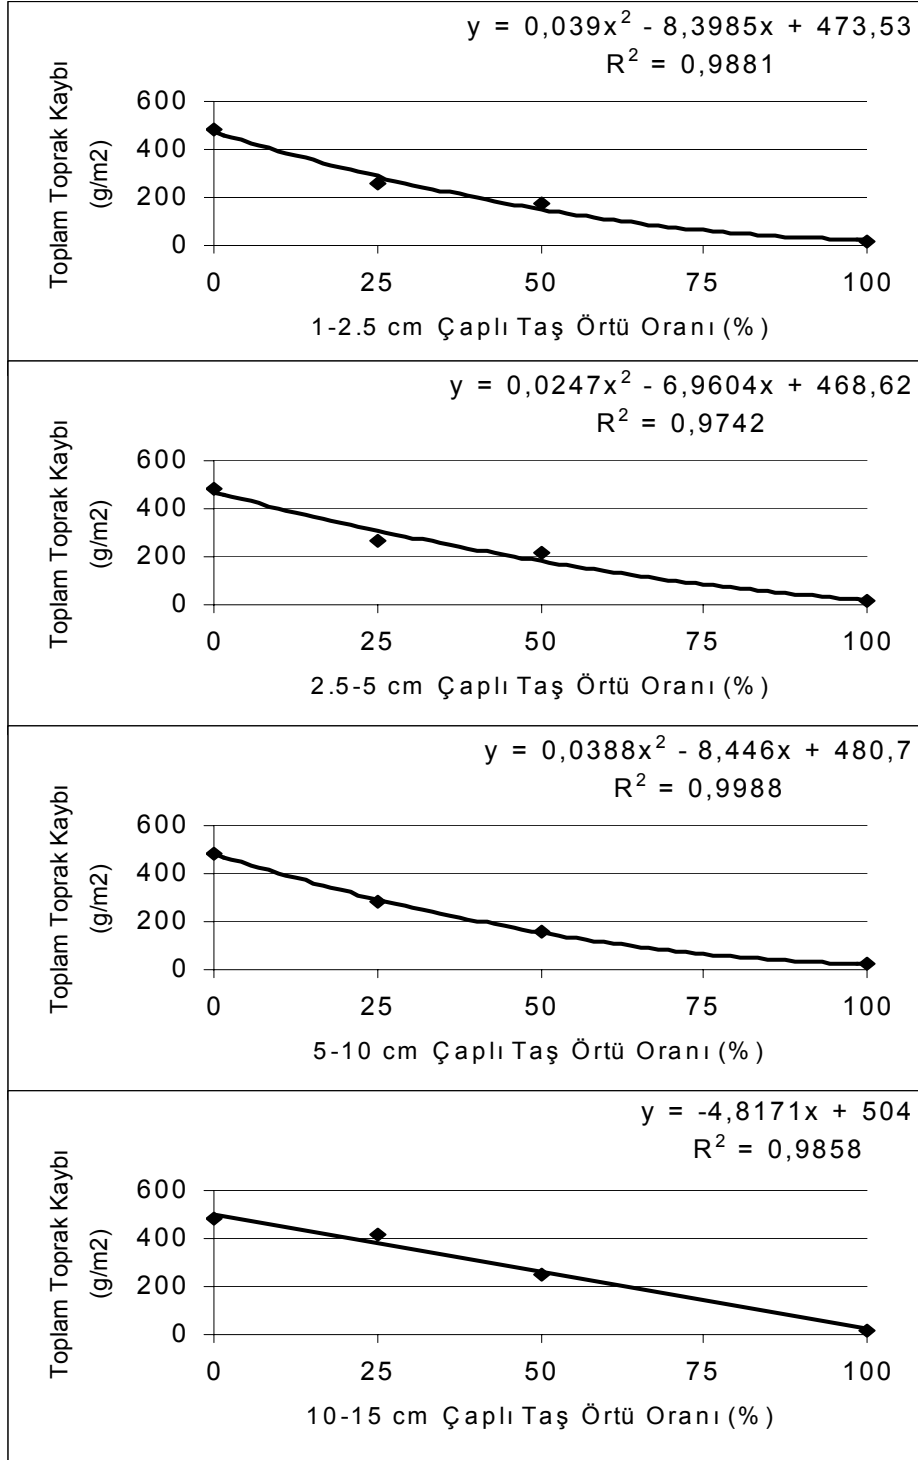 y = 0,039x² - 8,3985x + 473,53
R² = 0,9881
Toplam Toprak Kaybı
(g/m2)
600
400
200
0
0 25 50 75 100
1-2.5 cm Çaplı Taş Örtü Oranı (%)
y = 0,0247x² - 6,9604x + 468,62
R² = 0,9742
Toplam Toprak Kaybı
(g/m2)
600
400
200
0
0 25 50 75 100
2.5-5 cm Çaplı Taş Örtü Oranı (%)
y = 0,0388x² - 8,446x + 480,7
R² = 0,9988
Toplam Toprak Kaybı
(g/m2)
600
400
200
0
0 25 50 75 100
5-10 cm Çaplı Taş Örtü Oranı (%)
y = -4,8171x + 504
R² = 0,9858
Toplam Toprak Kaybı
(g/m2)
600
400
200
0
0 25 50 75 100
10-15 cm Çaplı Taş Örtü Oranı (%)